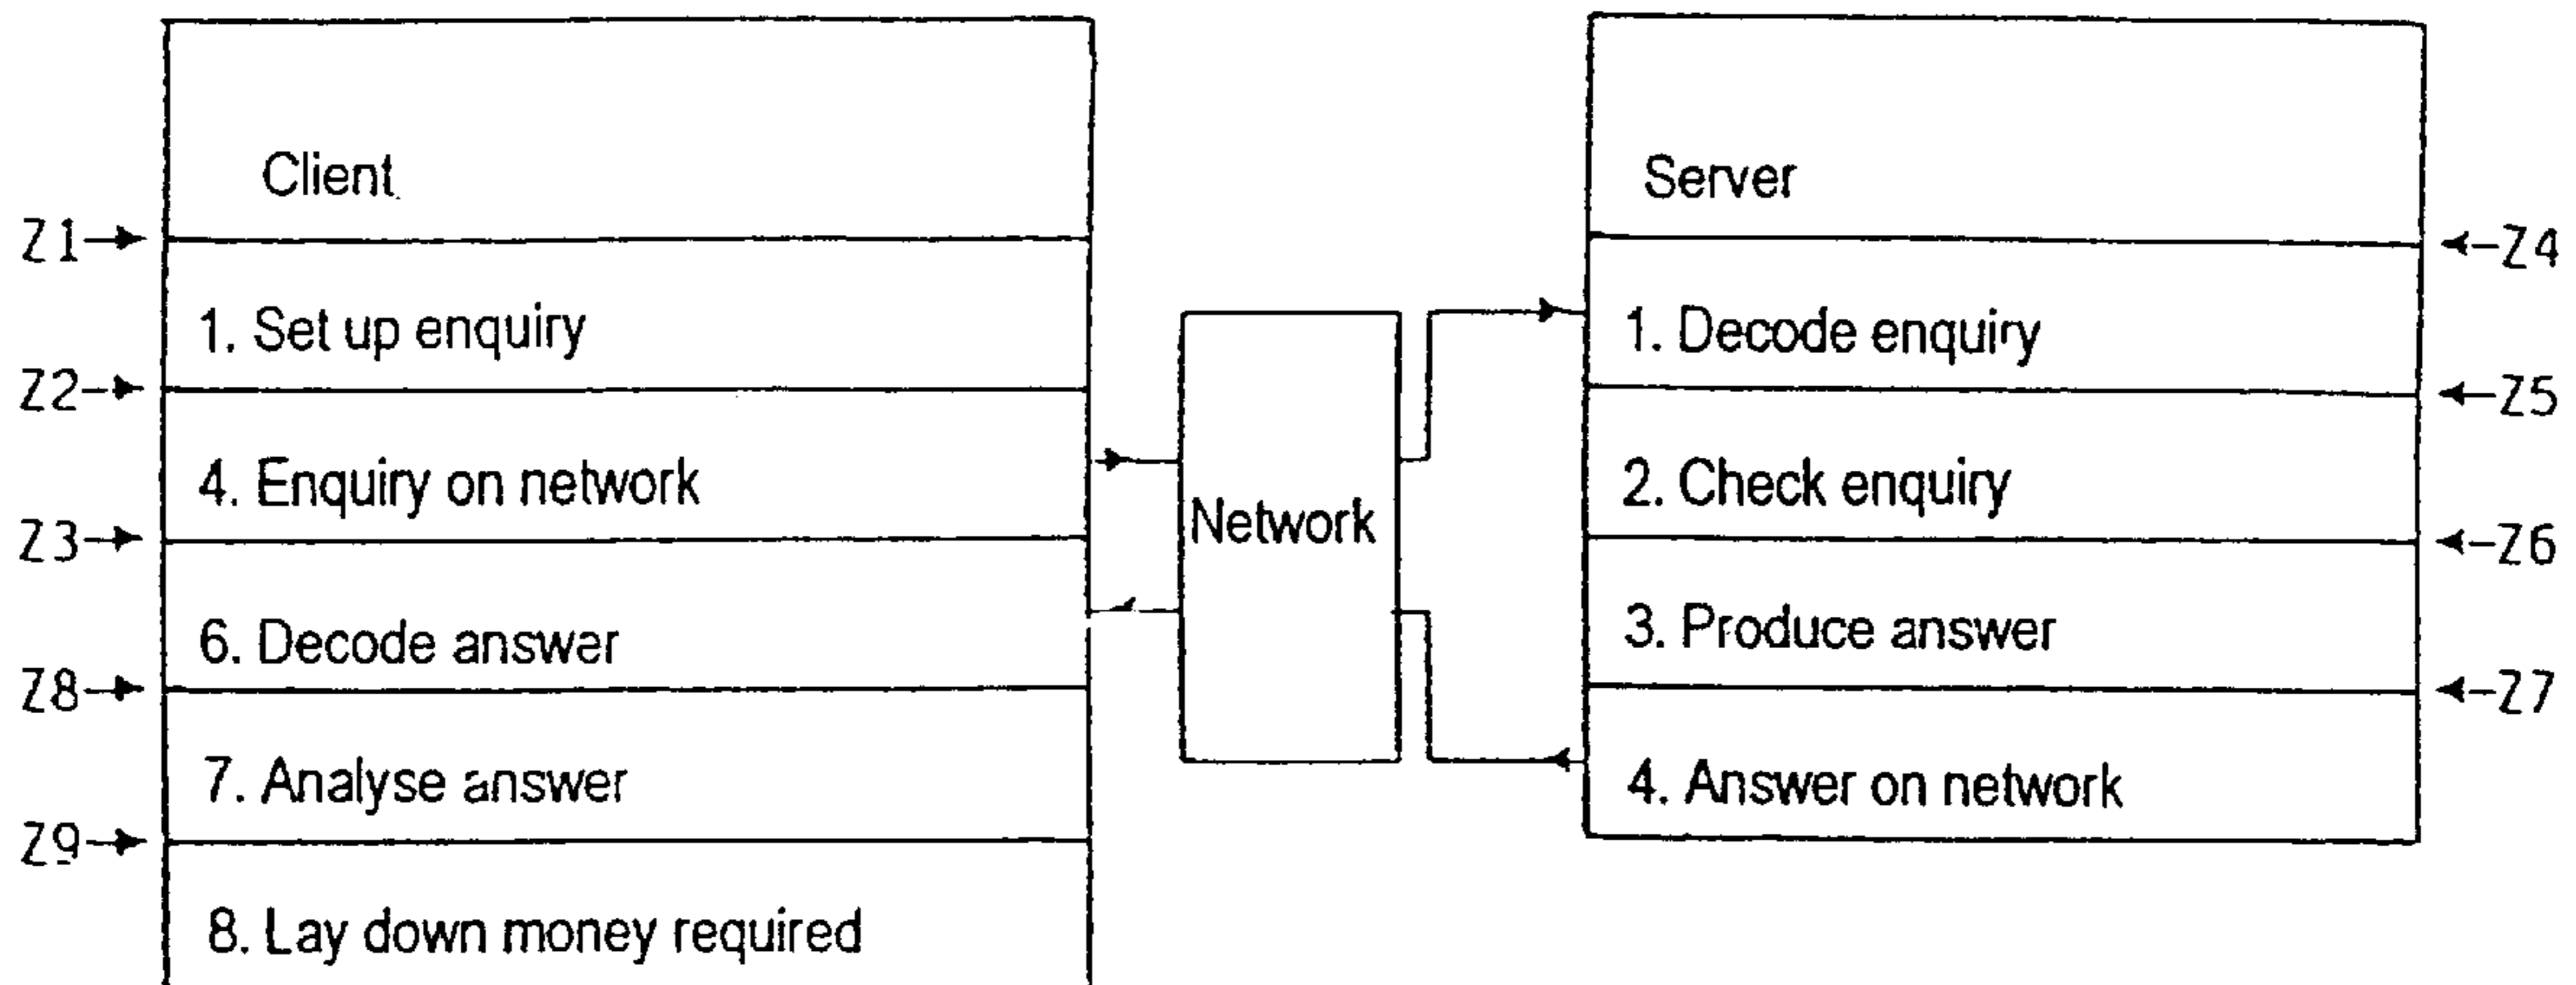 Client
Z1
1. Set up enquiry
Z2
4. Enquiry on network
Z3
6. Decode answer
Z8
7. Analyse answer
Z9
8. Lay down money required
Network
Server
Z4
1. Decode enquiry
Z5
2. Check enquiry
Z6
3. Produce answer
Z7
4. Answer on network